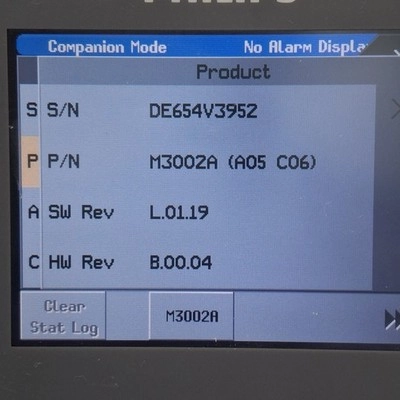 Companion Mode No Alarm Displa
Product
S S/N DE654V3952
P P/N M3002A (A05 C06)
A SW Rev L.01.19
C HW Rev B.00.04
Clear
Stat Log
M3002A